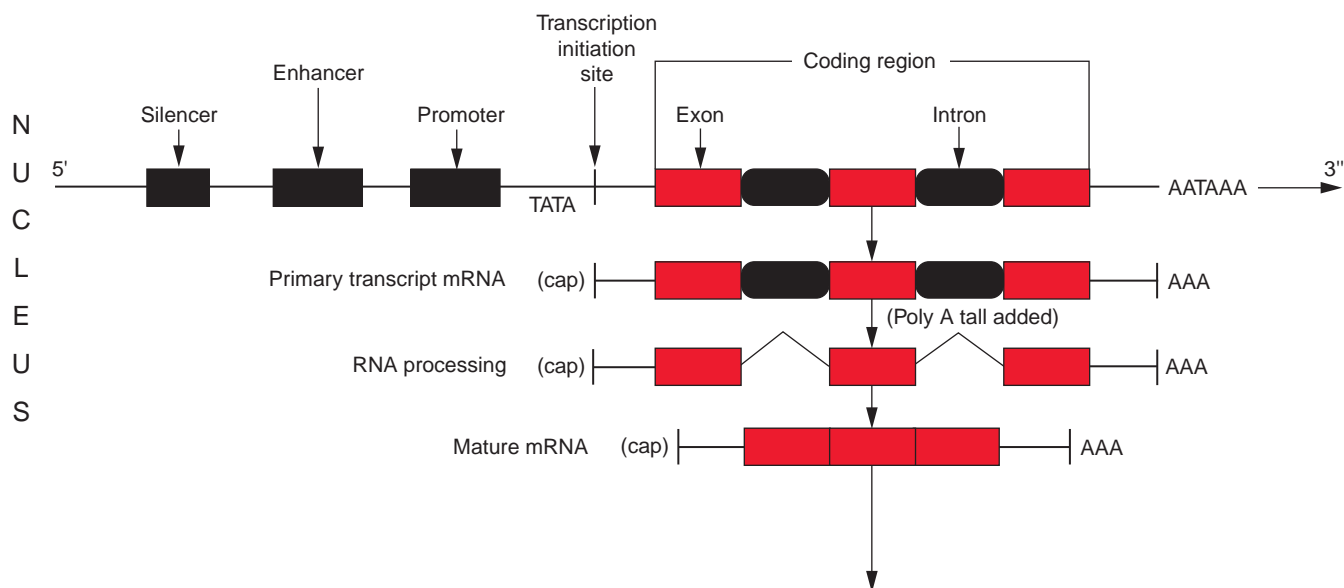 Transcription
initiation
site
Coding region
Enhancer
Silencer
Promoter
Exon
Intron
NUCLEUS
5'
3"
TATA
AATAAA
Primary transcript mRNA (cap) AAA
(Poly A tall added)
RNA processing (cap) AAA
Mature mRNA (cap) AAA